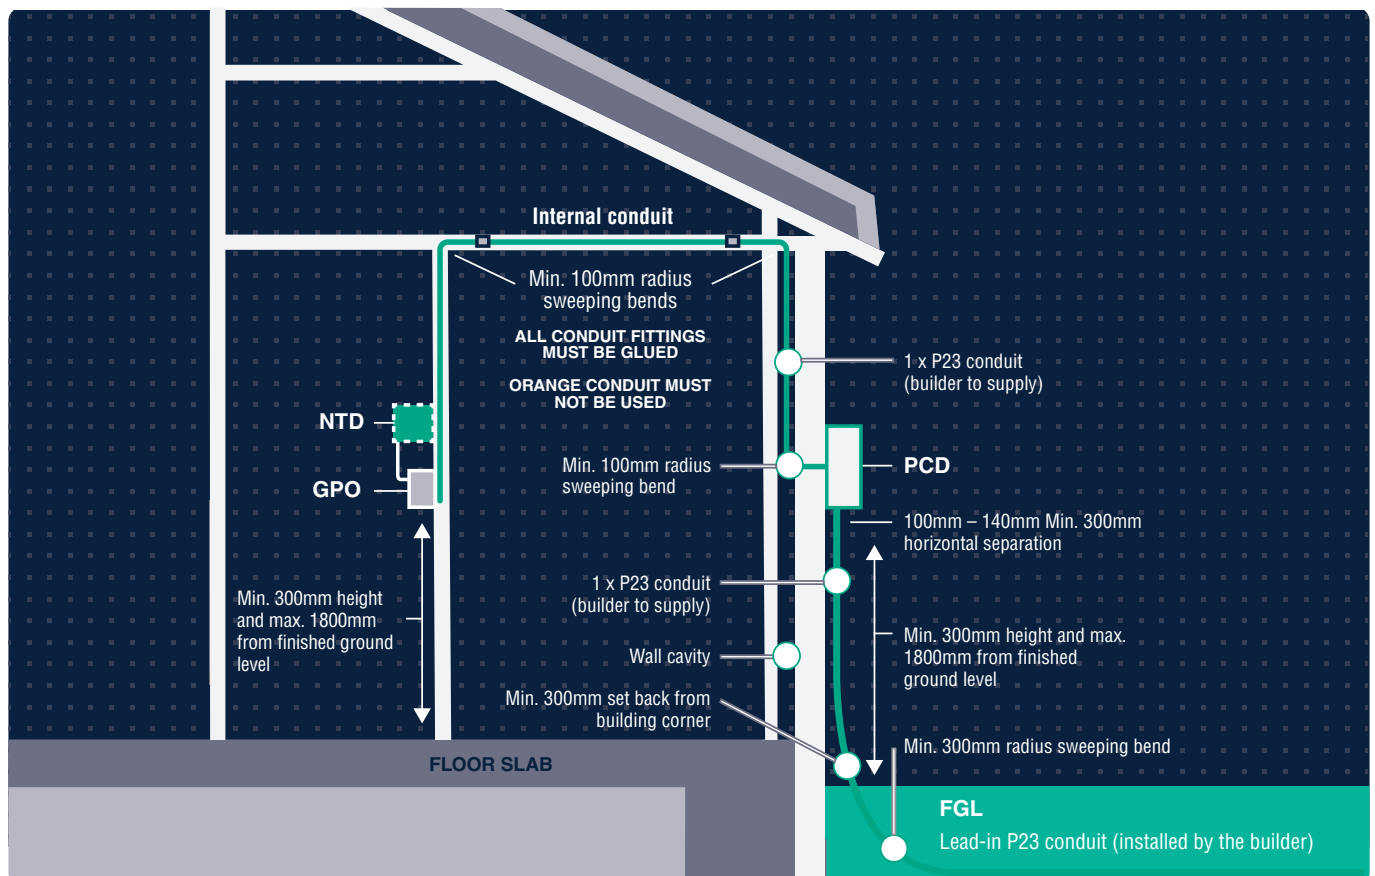 Internal conduit
Min. 100mm radius
sweeping bends
ALL CONDUIT FITTINGS
MUST BE GLUED
ORANGE CONDUIT MUST
NOT BE USED
1 x P23 conduit
(builder to supply)
NTD
GPO
Min. 100mm radius
sweeping bend
PCD
100mm – 140mm Min. 300mm
horizontal separation
1 x P23 conduit
(builder to supply)
Min. 300mm height
and max. 1800mm
from finished ground
level
Wall cavity
Min. 300mm height and max.
1800mm from finished
ground level
Min. 300mm set back from
building corner
Min. 300mm radius sweeping bend
FLOOR SLAB
FGL
Lead-in P23 conduit (installed by the builder)